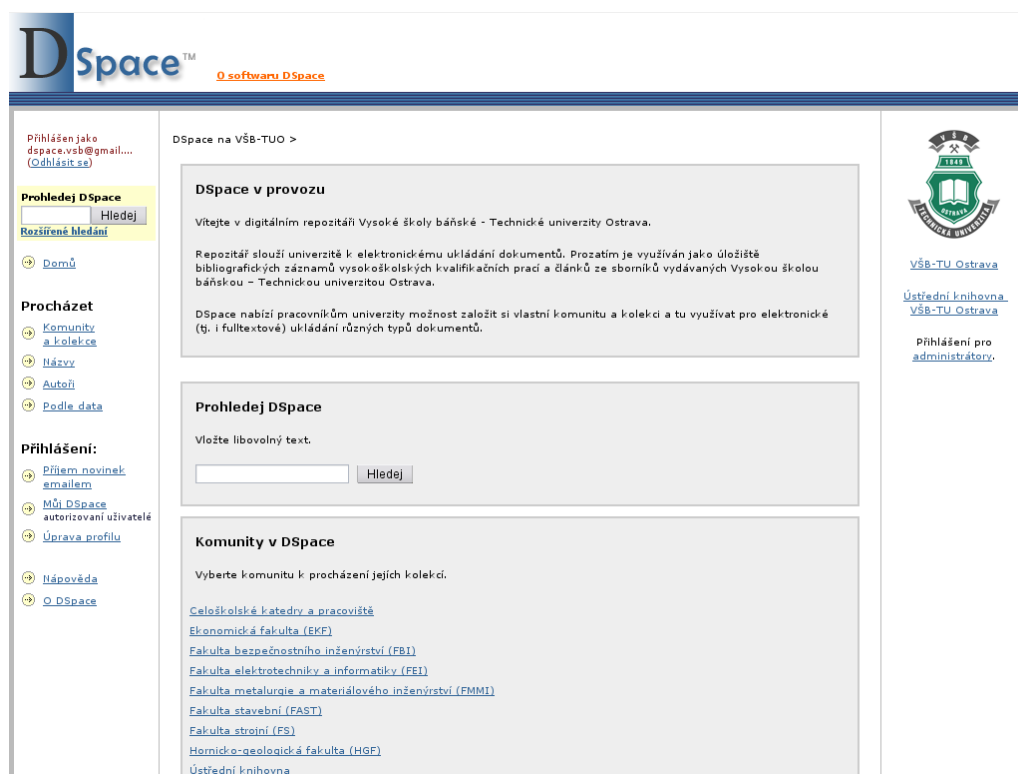 DSpace™
O softwaru DSpace
Přihlášen jako
dspace.vsb@gmail....
(Odhlásit se)
Prohledej DSpace
Hledej
Rozšířené hledání
Domů
Procházet
Komunity
a kolekce
Názvy
Autoři
Podle data
Přihlášení:
Příjem novinek
emailem
Můj DSpace
autorizovaní uživatelé
Úprava profilu
Nápověda
O DSpace
DSpace na VŠB-TUO >
DSpace v provozu
Vítejte v digitálním repozitáři Vysoké školy báňské - Technické univerzity Ostrava.
Repozitář slouží univerzitě k elektronickému ukládání dokumentů. Prozatím je využíván jako úložiště
bibliografických záznamů vysokoškolských kvalifikačních prací a článků ze sborníků vydávaných Vysokou školou
báňskou – Technickou univerzitou Ostrava.
DSpace nabízí pracovníkům univerzity možnost založit si vlastní komunitu a kolekci a tu využívat pro elektronické
(tj. i fulltextové) ukládání různých typů dokumentů.
Prohledej DSpace
Vložte libovolný text.
Hledej
Komunity v DSpace
Vyberte komunitu k procházení jejích kolekcí.
Celoškolské katedry a pracoviště
Ekonomická fakulta (EKF)
Fakulta bezpečnostního inženýrství (FBI)
Fakulta elektrotechniky a informatiky (FEI)
Fakulta metalurgie a materiálového inženýrství (FMMI)
Fakulta stavební (FAST)
Fakulta strojní (FS)
Hornicko-geologická fakulta (HGF)
Ústřední knihovna
VŠB
1849
OSTRAVA
TECHNICKÁ UNIVERZITA
VŠB-TU Ostrava
Ústřední knihovna
VŠB-TU Ostrava
Přihlášení pro
administrátory.